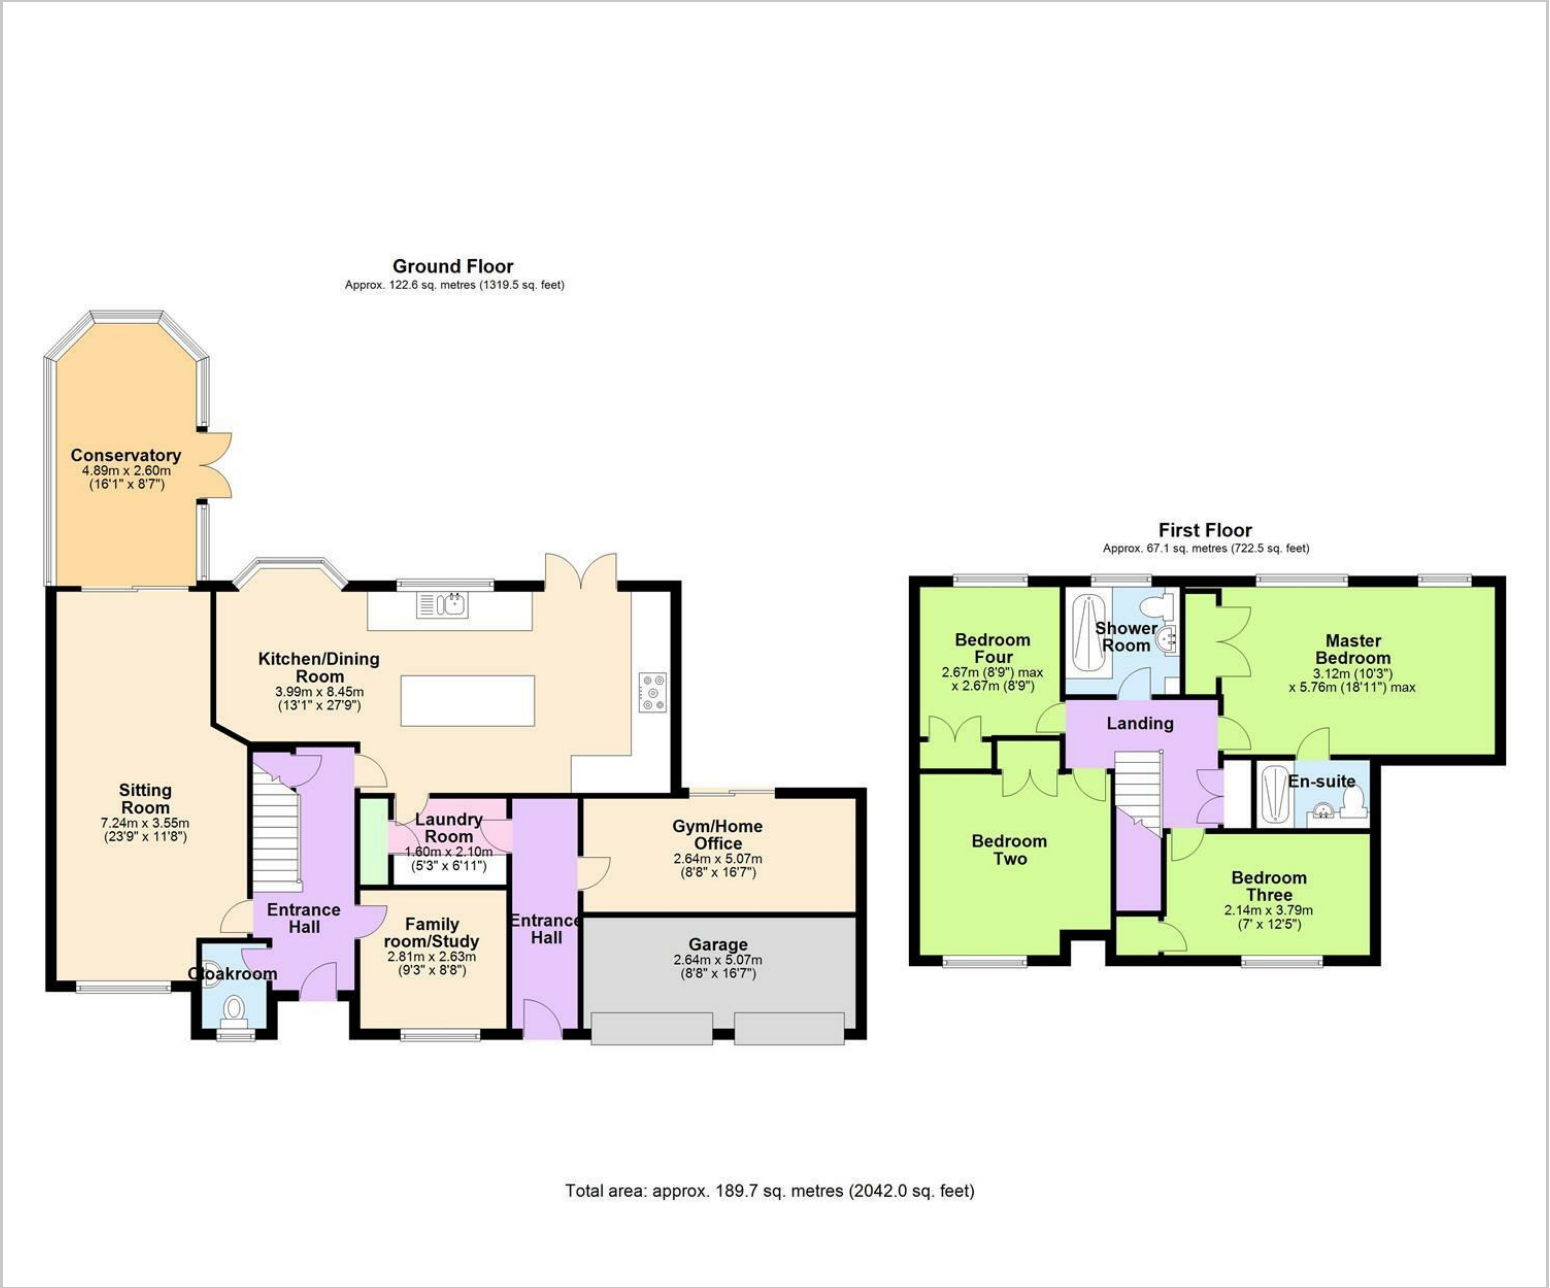 Ground Floor
Approx. 122.6 sq. metres (1319.5 sq. feet)
Conservatory
4.89m x 2.60m
(16'1" x 8'7")
Kitchen/Dining
Room
3.99m x 8.45m
(13'1" x 27'9")
Sitting
Room
7.24m x 3.55m
(23'9" x 11'8")
Laundry
Room
1.60m x 2.10m
(5'3" x 6'11")
Gym/Home
Office
2.64m x 5.07m
(8'8" x 16'7")
Entrance
Hall
Family
room/Study
2.81m x 2.63m
(9'3" x 8'8")
Entrance
Hall
Garage
2.64m x 5.07m
(8'8" x 16'7")
Cloakroom
First Floor
Approx. 67.1 sq. metres (722.5 sq. feet)
Bedroom
Four
2.67m (8'9") max
x 2.67m (8'9")
Shower
Room
Master
Bedroom
3.12m (10'3")
x 5.76m (18'11") max
Landing
En-suite
Bedroom
Two
Bedroom
Three
2.14m x 3.79m
(7' x 12'5")
Total area: approx. 189.7 sq. metres (2042.0 sq. feet)